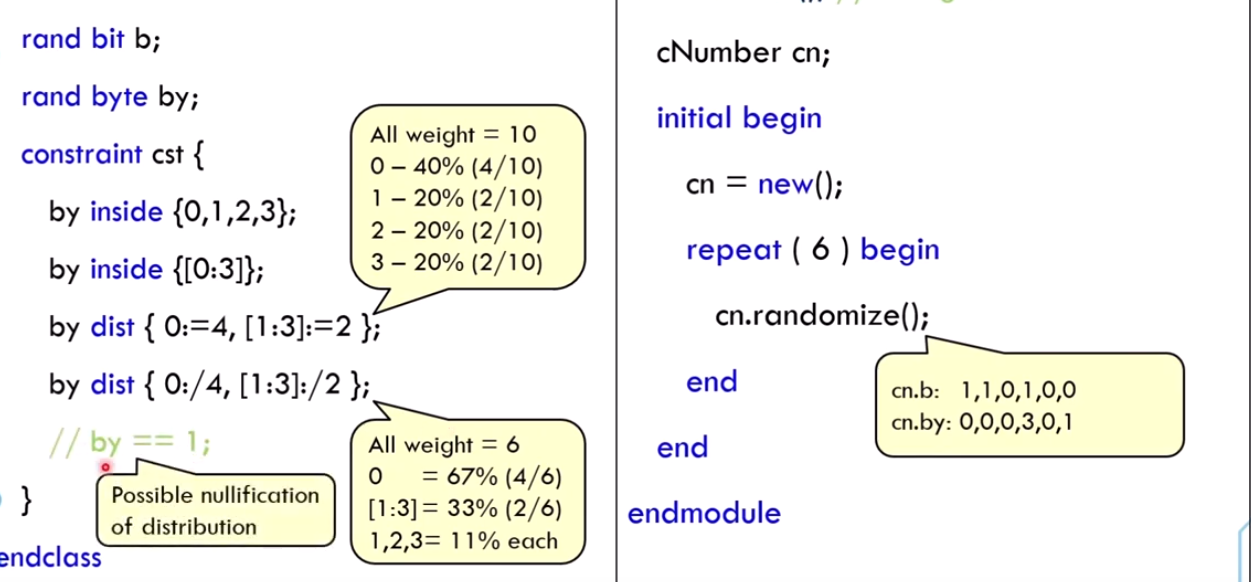 rand bit b;
rand byte by;
constraint cst {
by inside {0,1,2,3};
by inside {[0:3]};
by dist { 0:=4, [1:3]:=2 };
by dist { 0:/4, [1:3]:/2 };
// by == 1;
}
endclass
All weight = 10
0 – 40% (4/10)
1 – 20% (2/10)
2 – 20% (2/10)
3 – 20% (2/10)
All weight = 6
0 = 67% (4/6)
[1:3]= 33% (2/6)
1,2,3= 11% each
Possible nullification
of distribution
cNumber cn;
initial begin
cn = new();
repeat ( 6 ) begin
cn.randomize();
end
end
endmodule
cn.b: 1,1,0,1,0,0
cn.by: 0,0,0,3,0,1